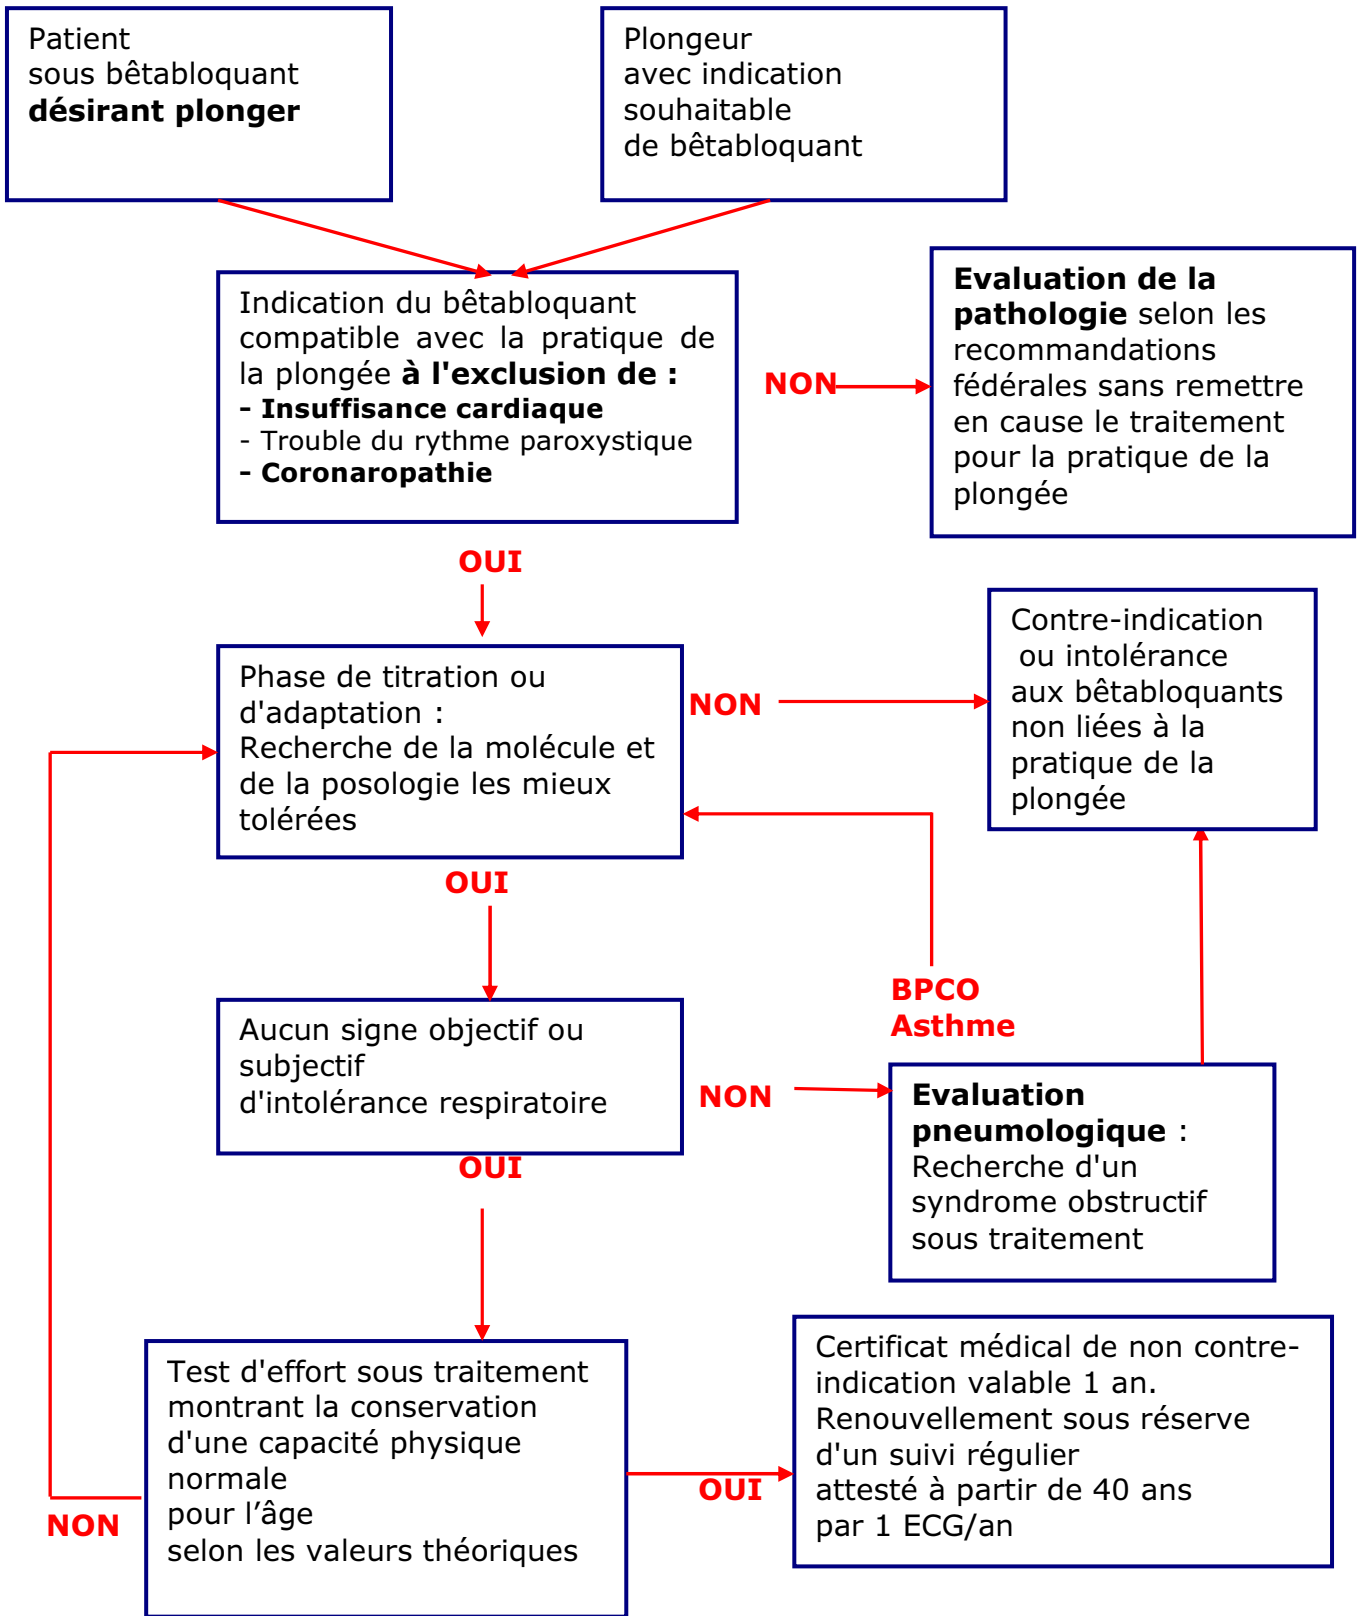 Patient
sous bêtabloquant
désirant plonger
Plongeur
avec indication
souhaitable
de bêtabloquant
Indication du bêtabloquant
compatible avec la pratique de
la plongée à l'exclusion de :
- Insuffisance cardiaque
- Trouble du rythme paroxystique
- Coronaropathie
NON
Evaluation de la
pathologie selon les
recommandations
fédérales sans remettre
en cause le traitement
pour la pratique de la
plongée
OUI
Phase de titration ou
d'adaptation :
Recherche de la molécule et
de la posologie les mieux
tolérées
NON
Contre-indication
ou intolérance
aux bêtabloquants
non liées à la
pratique de la
plongée
OUI
BPCO
Asthme
Aucun signe objectif ou
subjectif
d'intolérance respiratoire
NON
Evaluation
pneumologique :
Recherche d'un
syndrome obstructif
sous traitement
OUI
Test d'effort sous traitement
montrant la conservation
d'une capacité physique
normale
pour l’âge
selon les valeurs théoriques
NON
OUI
Certificat médical de non contre-
indication valable 1 an.
Renouvellement sous réserve
d'un suivi régulier
attesté à partir de 40 ans
par 1 ECG/an